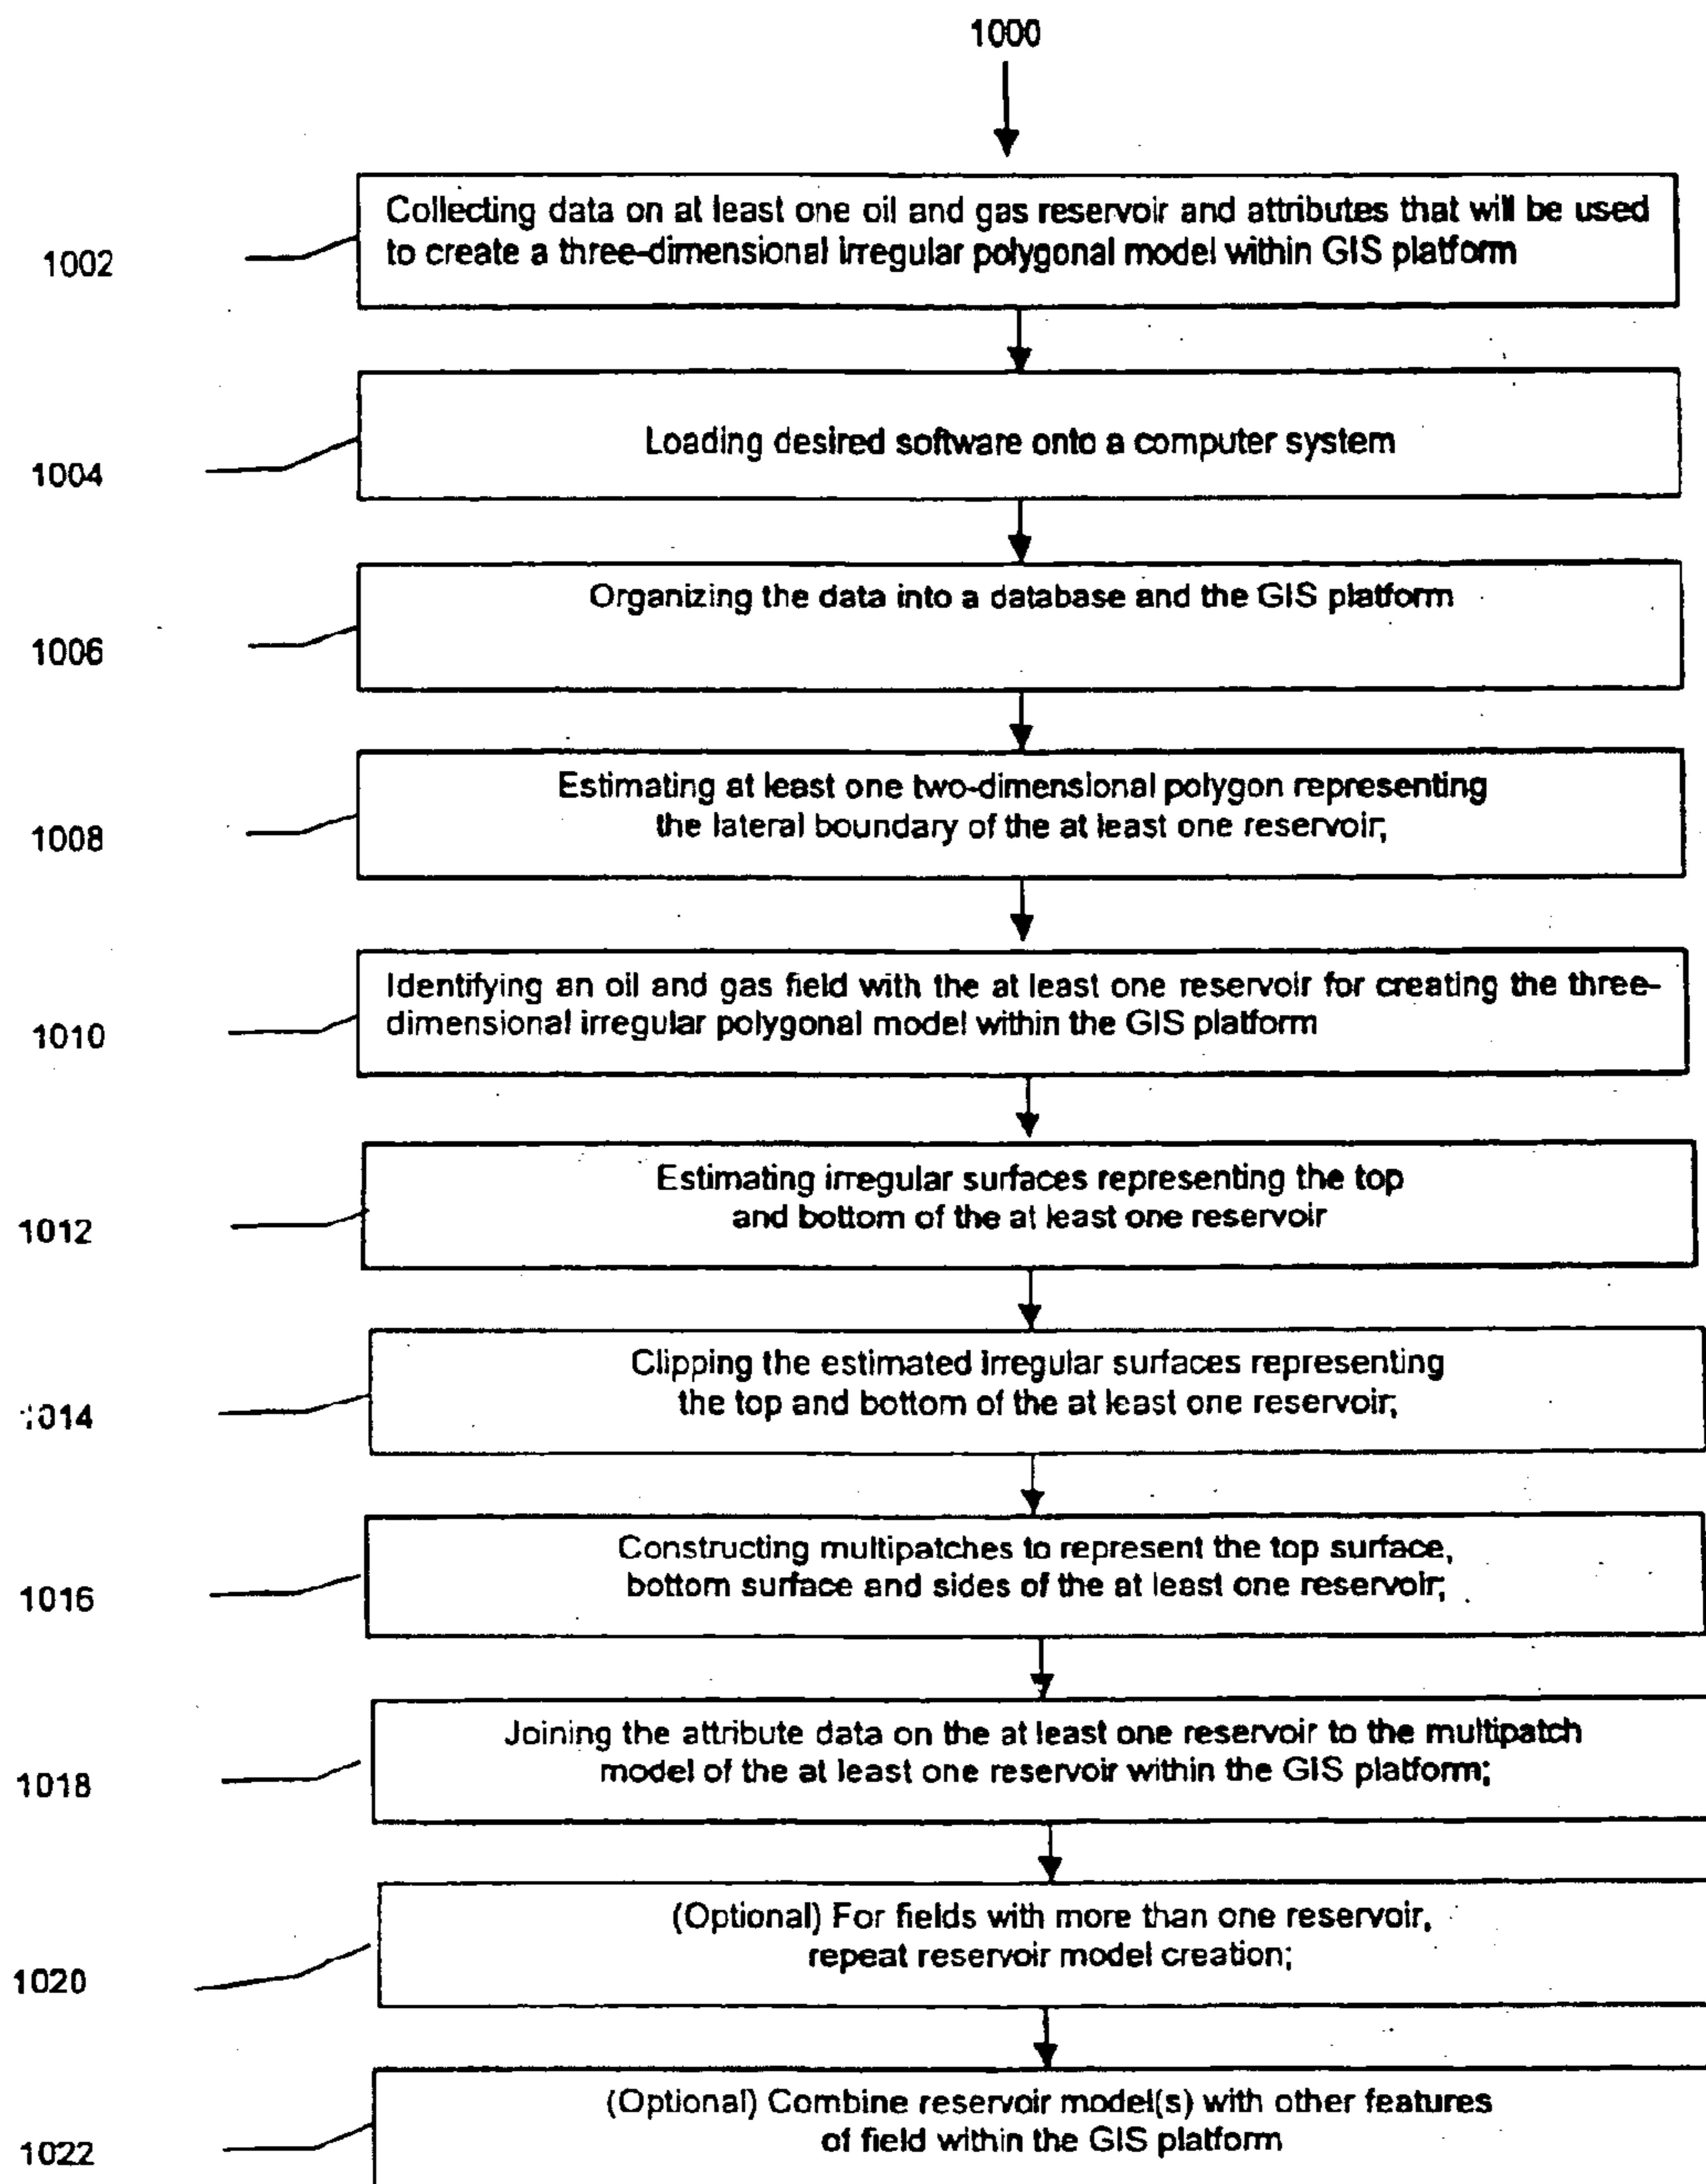 1000
Collecting data on at least one oil and gas reservoir and attributes that will be used
to create a three-dimensional irregular polygonal model within GIS platform
1002
Loading desired software onto a computer system
1004
Organizing the data into a database and the GIS platform
1006
Estimating at least one two-dimensional polygon representing
the lateral boundary of the at least one reservoir;
1008
Identifying an oil and gas field with the at least one reservoir for creating the three-
dimensional irregular polygonal model within the GIS platform
1010
Estimating irregular surfaces representing the top
and bottom of the at least one reservoir
1012
Clipping the estimated irregular surfaces representing
the top and bottom of the at least one reservoir;
1014
Constructing multipatches to represent the top surface,
bottom surface and sides of the at least one reservoir;
1016
Joining the attribute data on the at least one reservoir to the multipatch
model of the at least one reservoir within the GIS platform;
1018
(Optional) For fields with more than one reservoir,
repeat reservoir model creation;
1020
(Optional) Combine reservoir model(s) with other features
of field within the GIS platform
1022